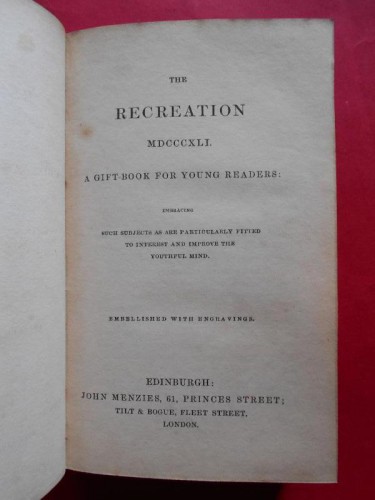 THE
RECREATION
MDCCCXLI.
A GIFT-BOOK FOR YOUNG READERS:
EMBRACING
SUCH SUBJECTS AS ARE PARTICULARLY FITTED
TO INTEREST AND IMPROVE THE
YOUTHFUL MIND.
EMBELLISHED WITH ENGRAVINGS.
EDINBURGH:
JOHN MENZIES, 61, PRINCES STREET;
TILT & BOGUE, FLEET STREET,
LONDON.